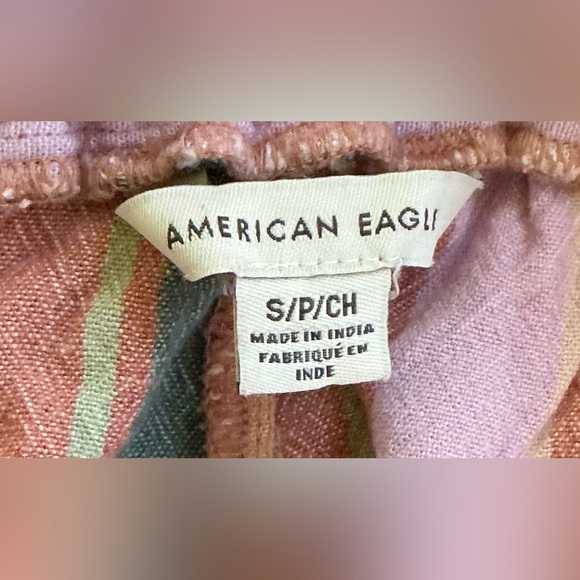 AMERICAN EAGLE
S/P/CH
MADE IN INDIA
FABRIQUÉ EN
INDE